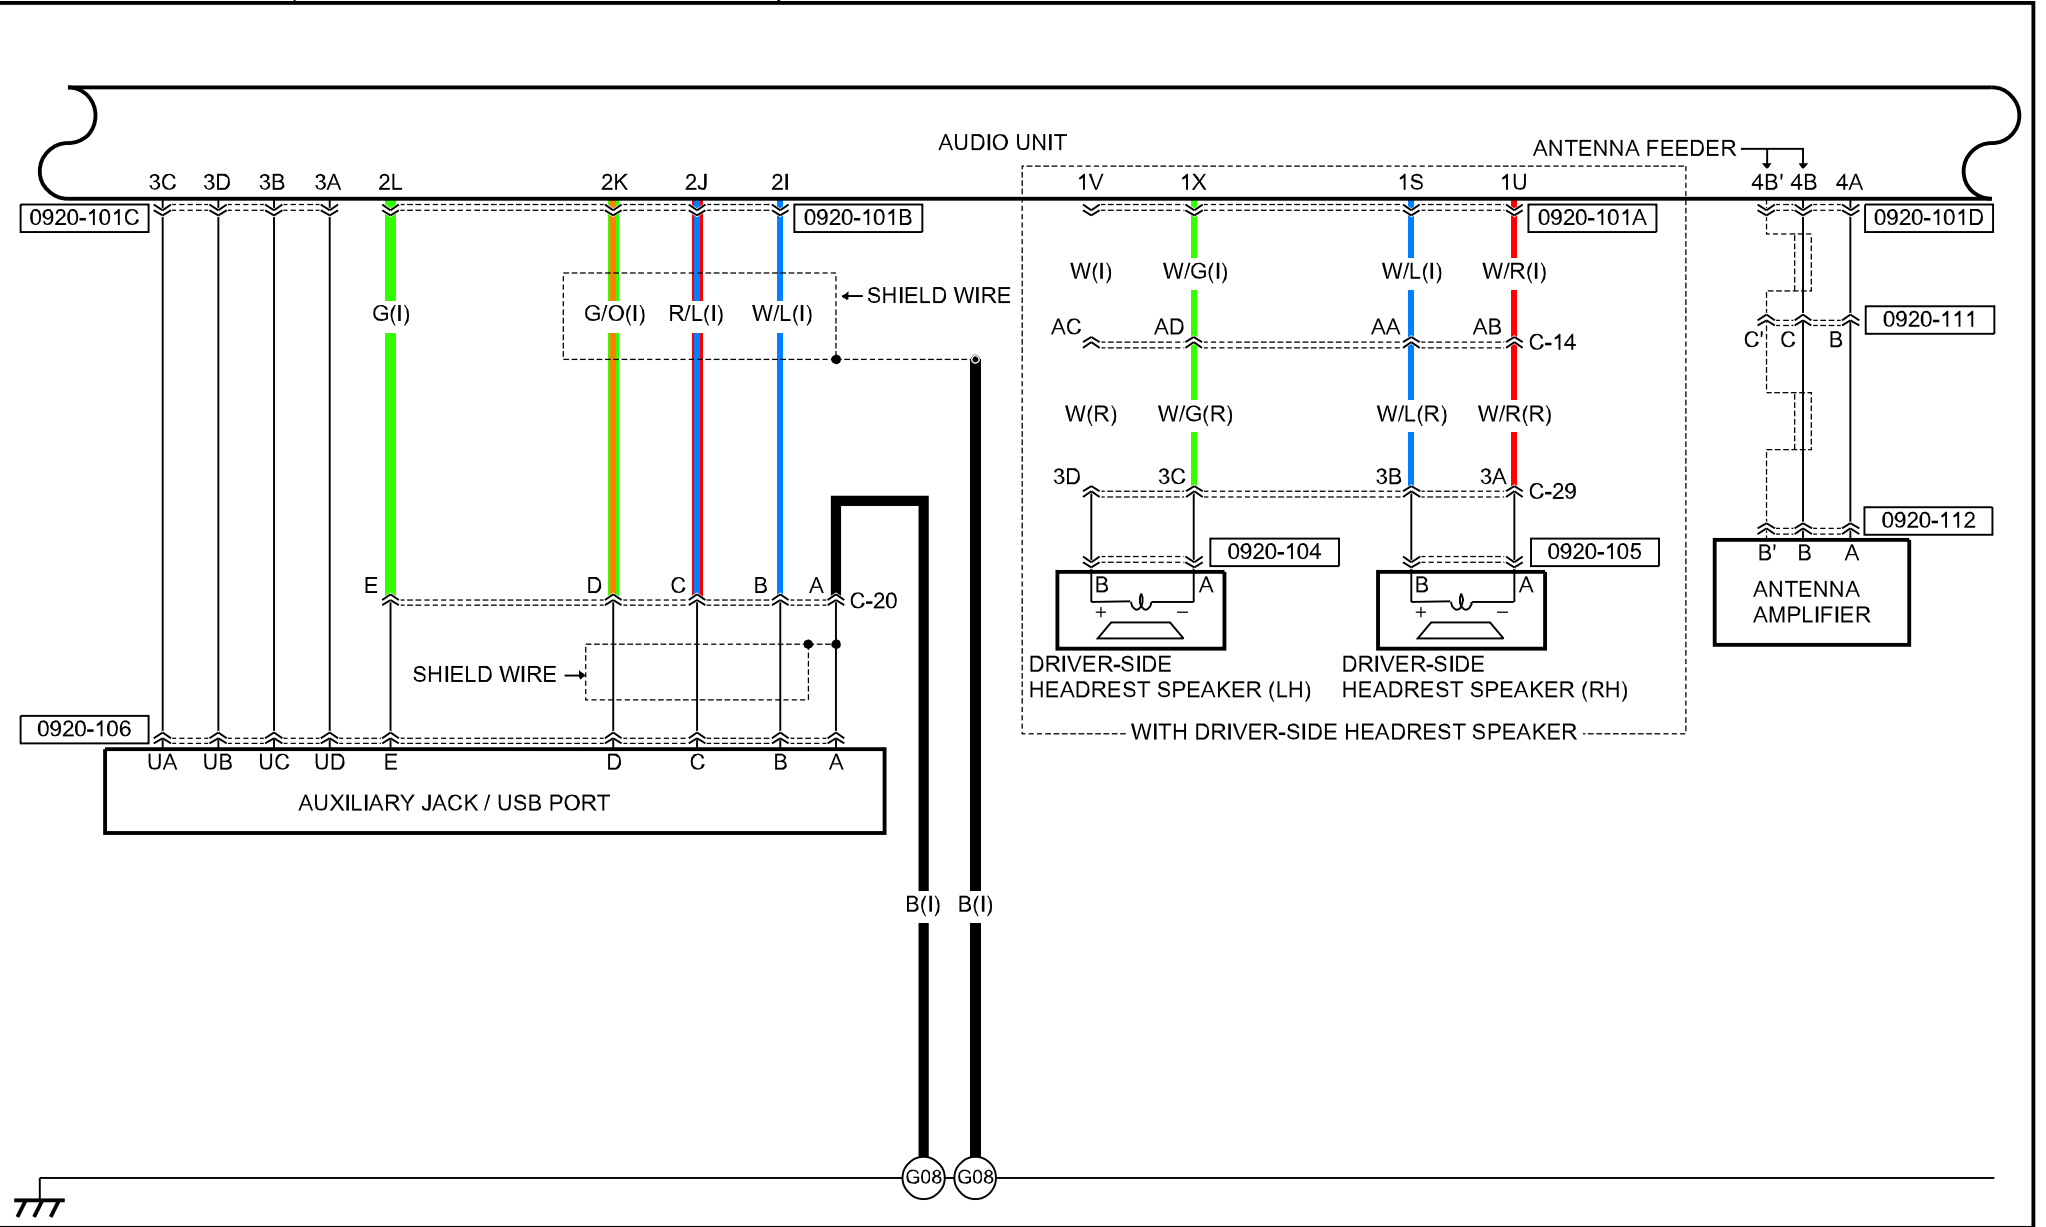 AUDIO UNIT
ANTENNA FEEDER
3C 3D 3B 3A 2L 2K 2J 2I 1V 1X 1S 1U 4B' 4B 4A
0920-101C 0920-101B 0920-101A 0920-101D
W(I) W/G(I) W/L(I) W/R(I)
SHIELD WIRE
G(I) G/O(I) R/L(I) W/L(I)
0920-111
AC AD AA AB C-14
C' C B
W(R) W/G(R) W/L(R) W/R(R)
3D 3C 3B 3A C-29
0920-112
0920-104 0920-105
B' B A
B A B A
E D C B A C-20
+ − + −
ANTENNA
AMPLIFIER
DRIVER-SIDE
HEADREST SPEAKER (LH)
DRIVER-SIDE
HEADREST SPEAKER (RH)
SHIELD WIRE
WITH DRIVER-SIDE HEADREST SPEAKER
0920-106
UA UB UC UD E D C B A
AUXILIARY JACK / USB PORT
B(I) B(I)
G08 G08